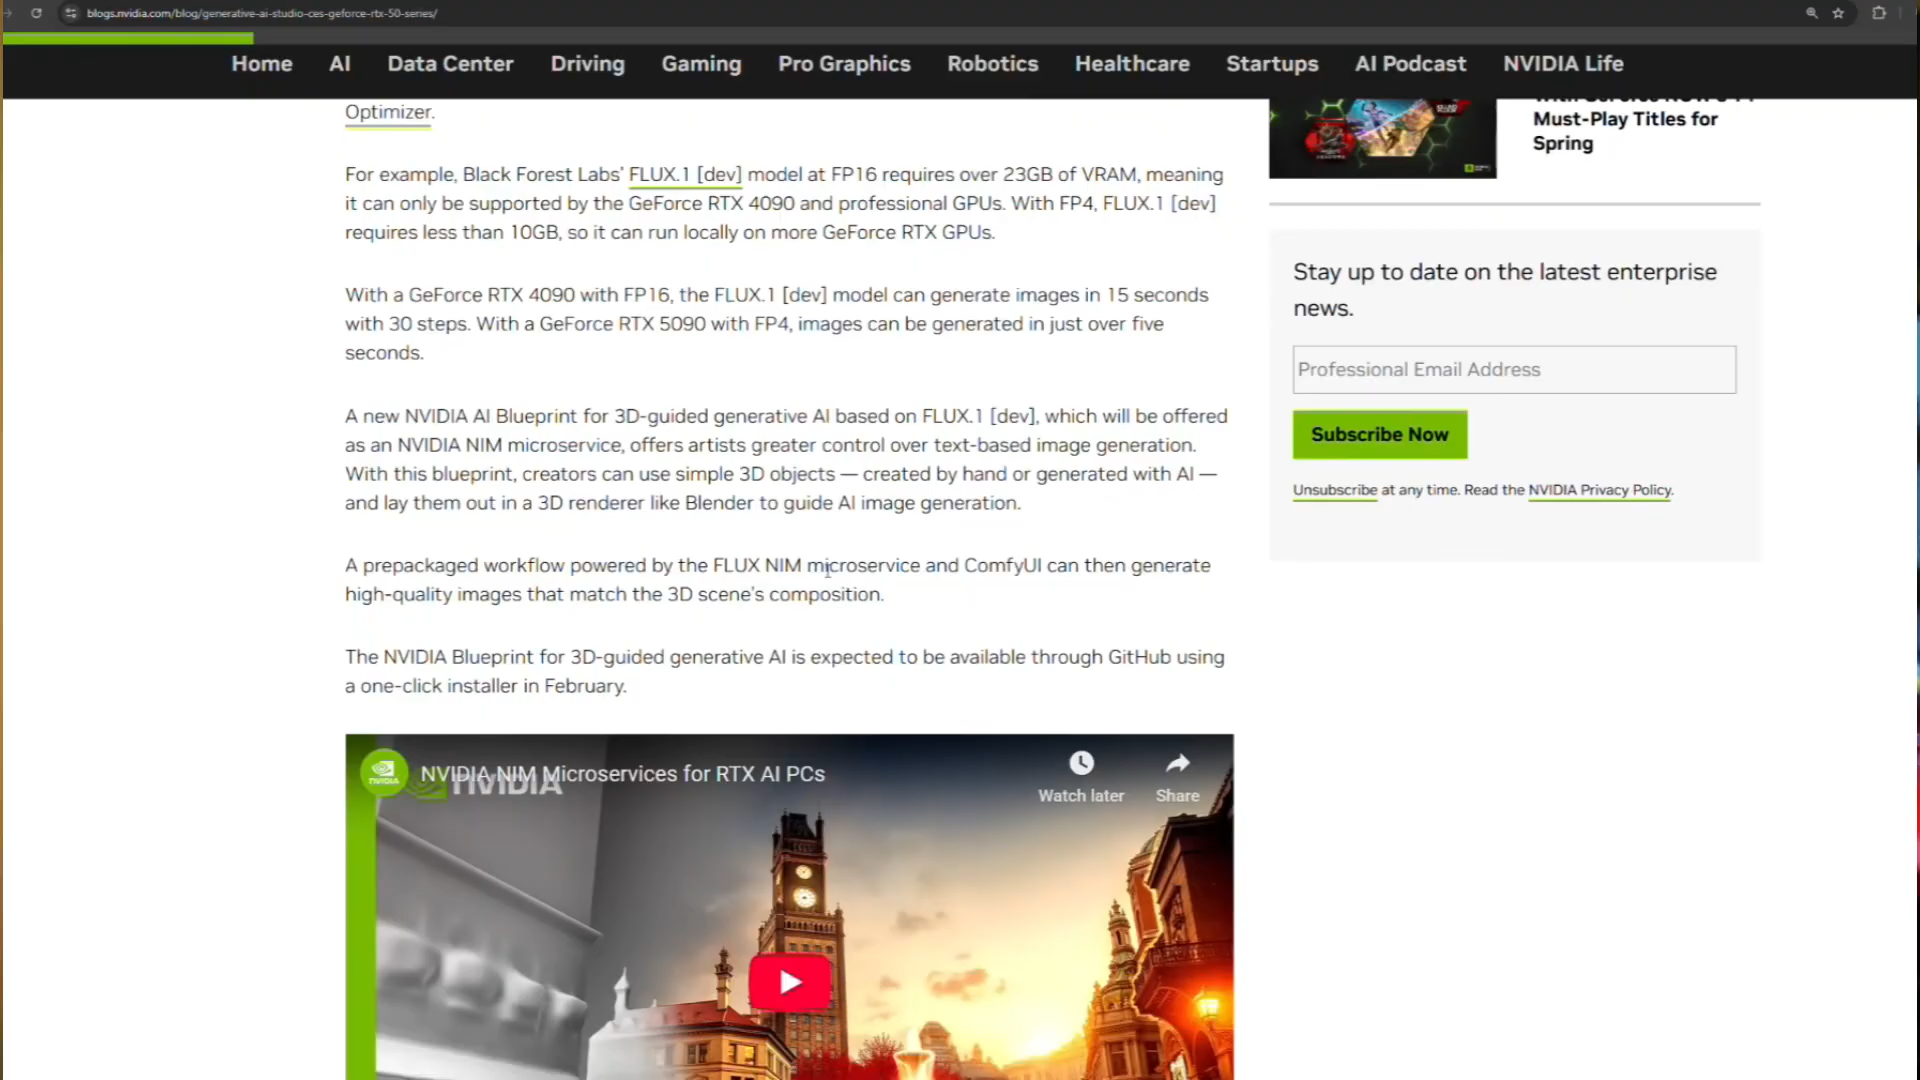 blogs.nvidia.com/blog/generative-ai-studio-ces-geforce-rtx-50-series/
Home AI Data Center Driving Gaming Pro Graphics Robotics Healthcare Startups AI Podcast NVIDIA Life
Optimizer.
For example, Black Forest Labs' FLUX.1 [dev] model at FP16 requires over 23GB of VRAM, meaning
it can only be supported by the GeForce RTX 4090 and professional GPUs. With FP4, FLUX.1 [dev]
requires less than 10GB, so it can run locally on more GeForce RTX GPUs.
With a GeForce RTX 4090 with FP16, the FLUX.1 [dev] model can generate images in 15 seconds
with 30 steps. With a GeForce RTX 5090 with FP4, images can be generated in just over five
seconds.
A new NVIDIA AI Blueprint for 3D-guided generative AI based on FLUX.1 [dev], which will be offered
as an NVIDIA NIM microservice, offers artists greater control over text-based image generation.
With this blueprint, creators can use simple 3D objects — created by hand or generated with AI —
and lay them out in a 3D renderer like Blender to guide AI image generation.
A prepackaged workflow powered by the FLUX NIM microservice and ComfyUI can then generate
high-quality images that match the 3D scene's composition.
The NVIDIA Blueprint for 3D-guided generative AI is expected to be available through GitHub using
a one-click installer in February.
NVIDIA
NVIDIA NIM Microservices for RTX AI PCs
NVIDIA
Watch later
Share
Must-Play Titles for
Spring
Stay up to date on the latest enterprise
news.
Professional Email Address
Subscribe Now
Unsubscribe at any time. Read the NVIDIA Privacy Policy.